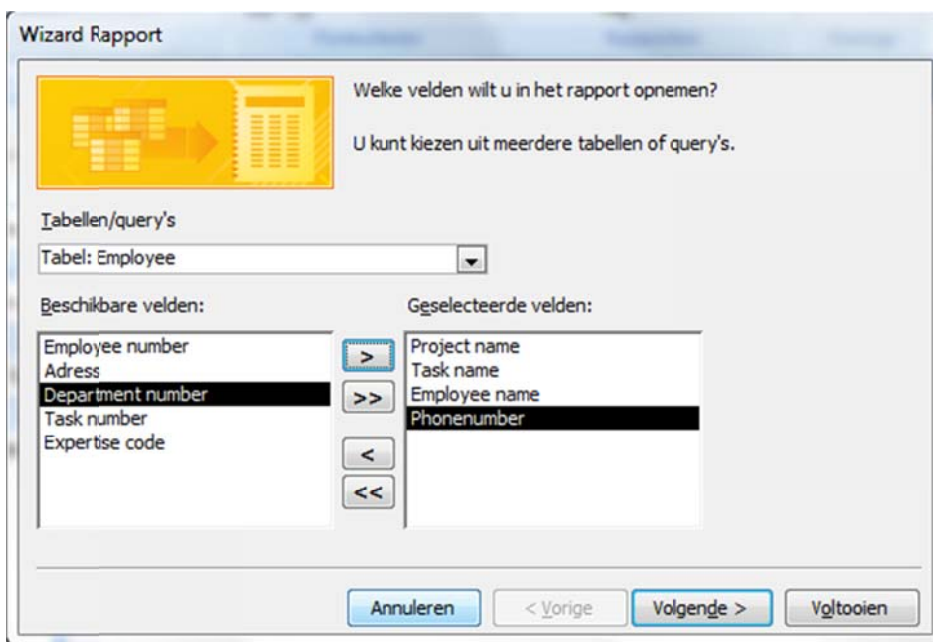 Wizard Rapport
Welke velden wilt u in het rapport opnemen?
U kunt kiezen uit meerdere tabellen of query's.
Tabellen/query's
Tabel: Employee
Beschikbare velden:
Employee number
Adress
Department number
Task number
Expertise code
>
>>
<
<<
Geselecteerde velden:
Project name
Task name
Employee name
Phonenumber
Annuleren
< Vorige
Volgende >
Voltooien